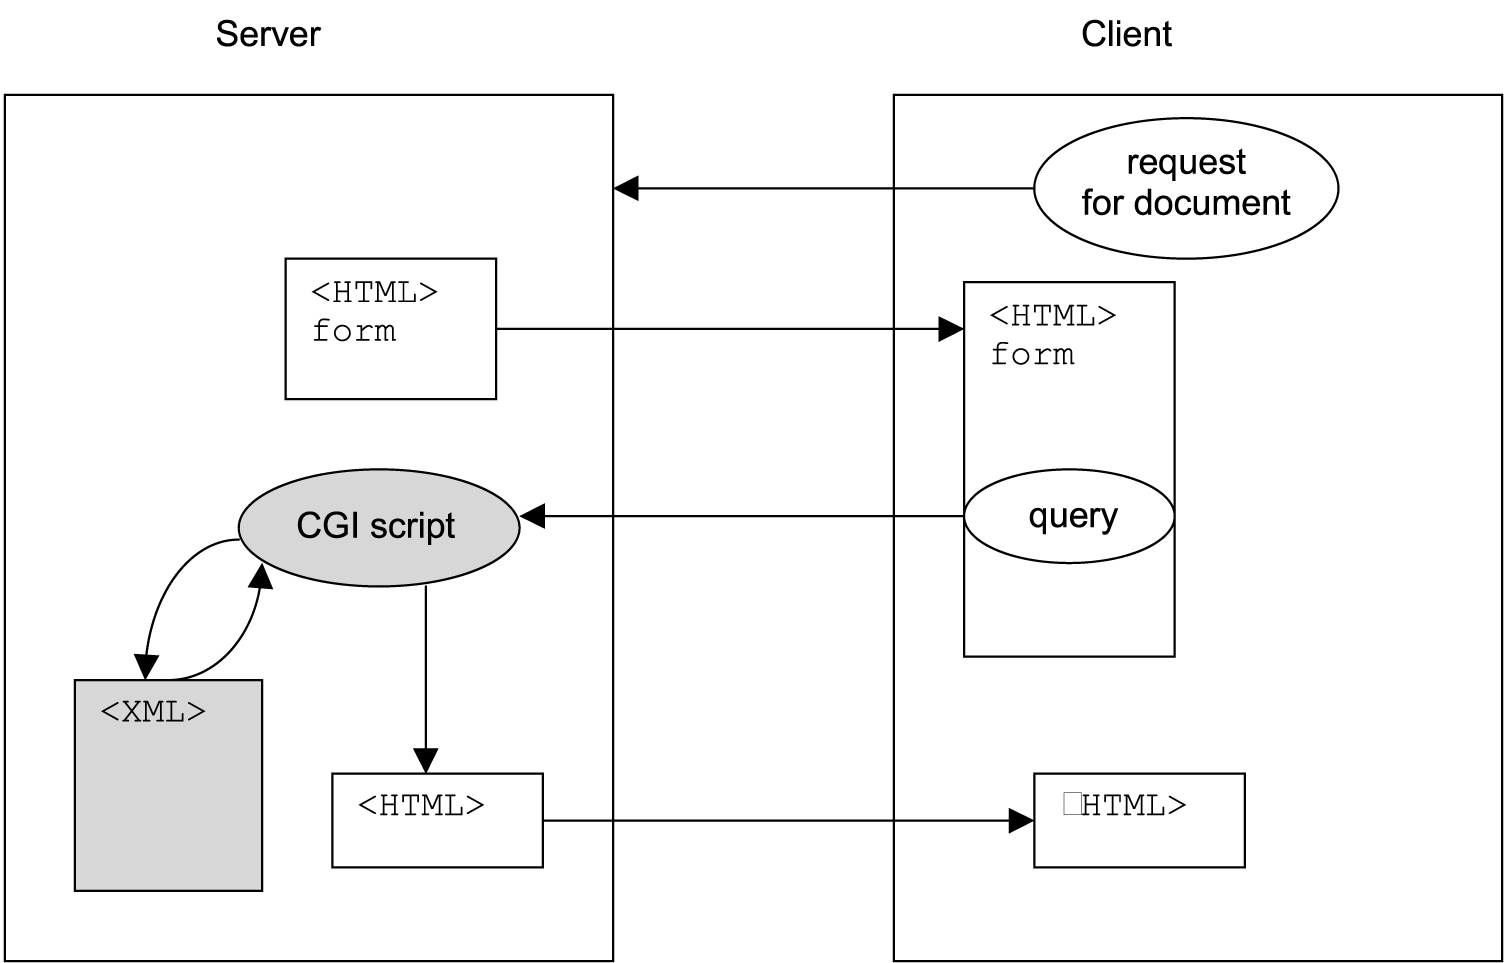 Server
Client
request
for document
<HTML>
form
<HTML>
form
CGI script
query
<XML>
<HTML>
□HTML>